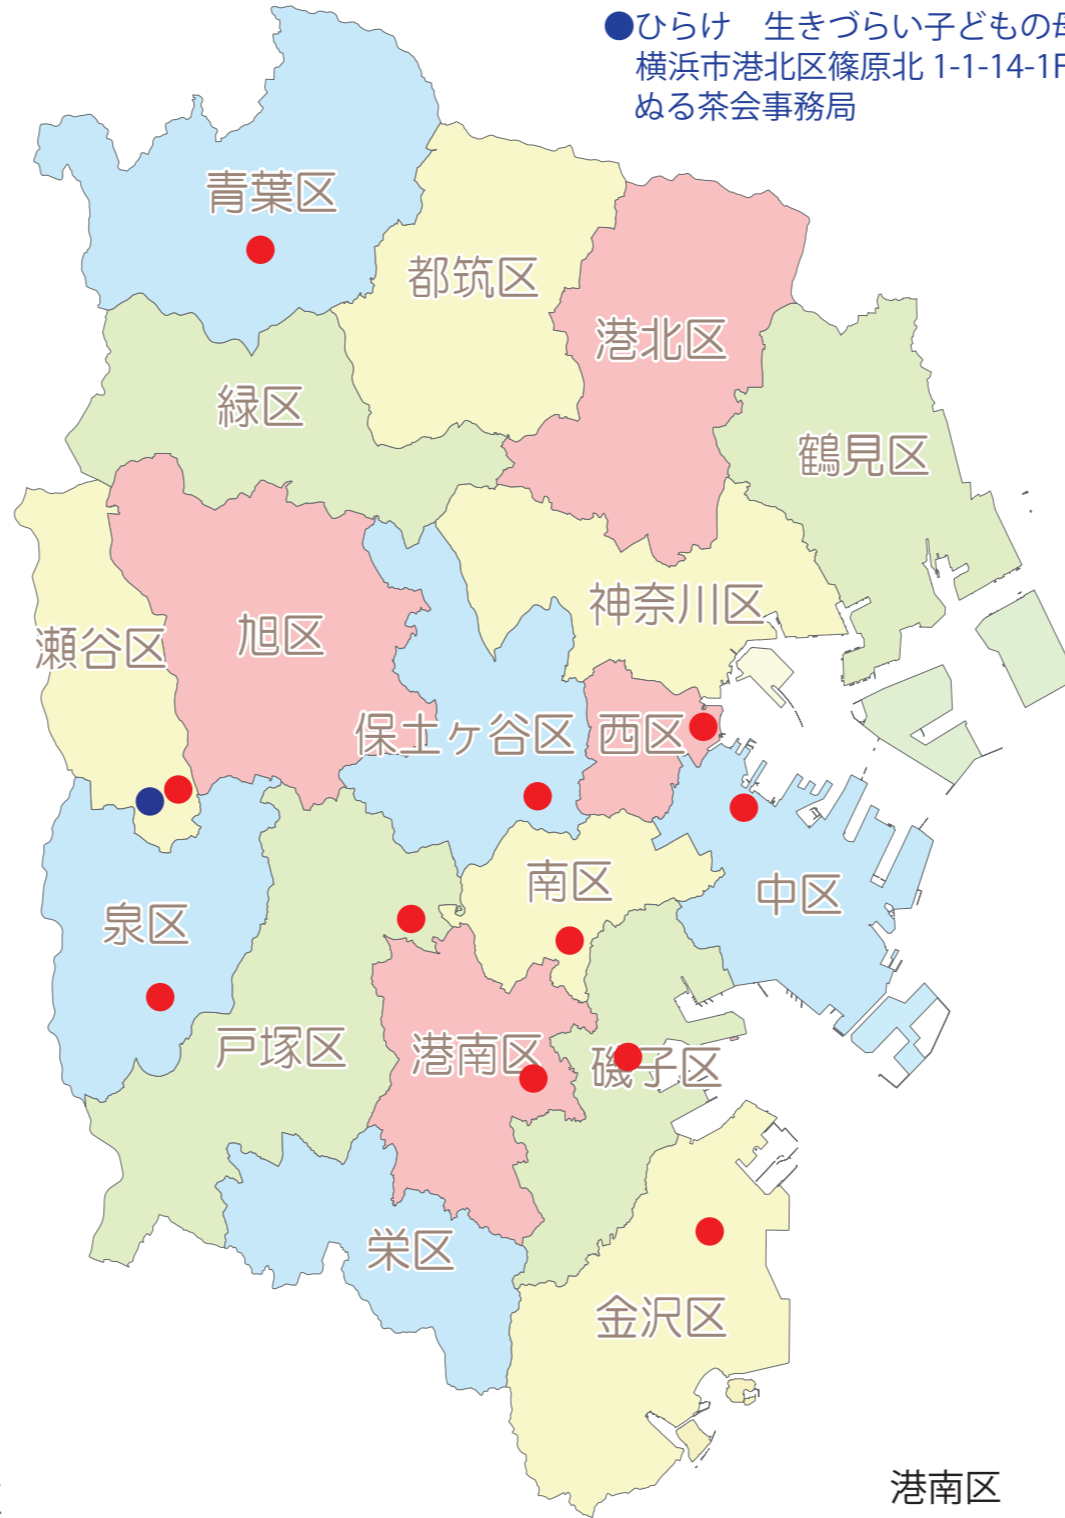 ●ひらけ　生きづらい子どもの母
横浜市港北区篠原北 1-1-14-1F
ぬる茶会事務局
青葉区
都筑区
港北区
緑区
鶴見区
神奈川区
旭区
瀬谷区
保土ヶ谷区
西区
南区
中区
泉区
戸塚区
港南区
磯子区
栄区
金沢区
港南区